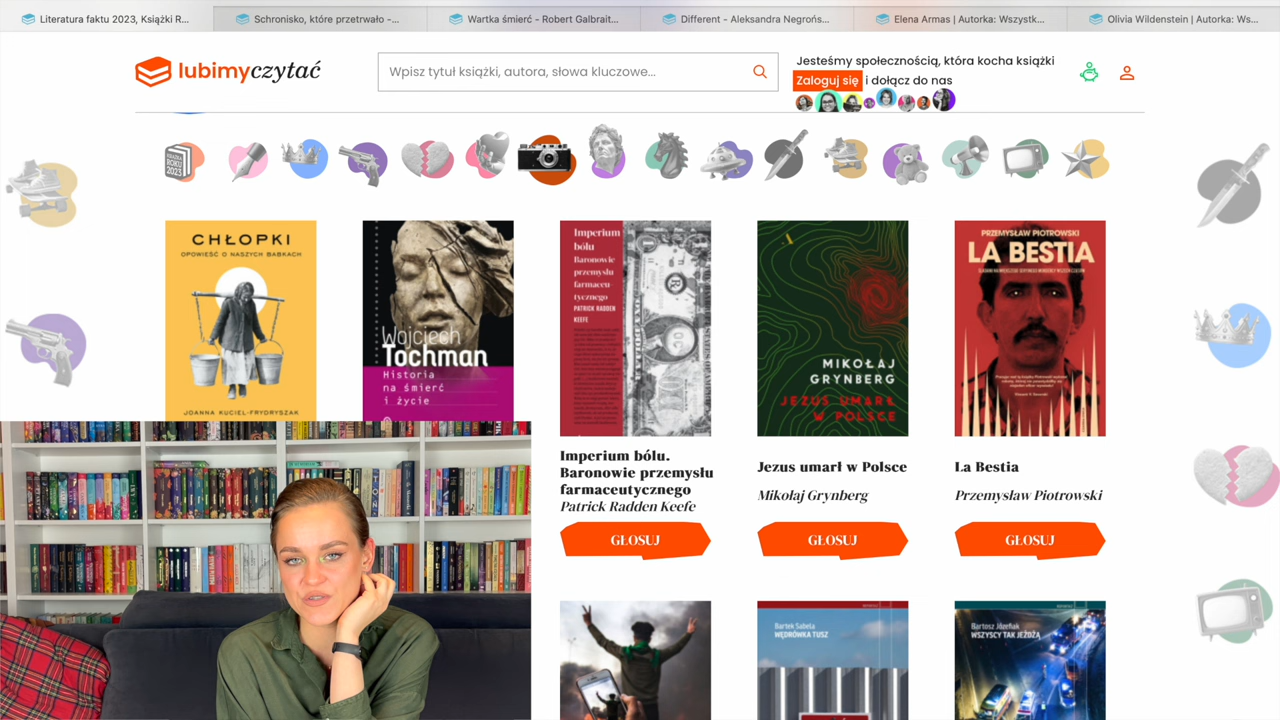 Literatura faktu 2023, Książki R...
Schronisko, które przetrwało -...
Wartka śmierć - Robert Galbrait...
Different - Aleksandra Negrońs...
Elena Armas | Autorka: Wszystk...
Olivia Wildenstein | Autorka: Ws...
lubimyczytać
Wpisz tytuł książki, autora, słowa kluczowe...
Jesteśmy społecznością, która kocha książki
Zaloguj się i dołącz do nas
KSIĄŻKA
ROKU
2023
CHŁOPKI
OPOWIEŚĆ O NASZYCH BABKACH
JOANNA KUCIEL-FRYDRYSZAK
Wojciech
Tochman
Historia
na śmierć
i życie
Imperium
bólu
Baronowie
przemysłu
farmaceu-
tycznego
PATRICK RADDEN
KEEFE
MIKOŁAJ
GRYNBERG
JEZUS UMARŁ
W POLSCE
PRZEMYSŁAW PIOTROWSKI
LA BESTIA
Imperium bólu.
Baronowie przemysłu
farmaceutycznego
Patrick Radden Keefe
GŁOSUJ
Jezus umarł w Polsce
Mikołaj Grynberg
GŁOSUJ
La Bestia
Przemysław Piotrowski
GŁOSUJ
Bartek Sabela
WĘDRÓWKA TUSZ
Bartosz Józefiak
WSZYSCY TAK JEŻDŻĄ